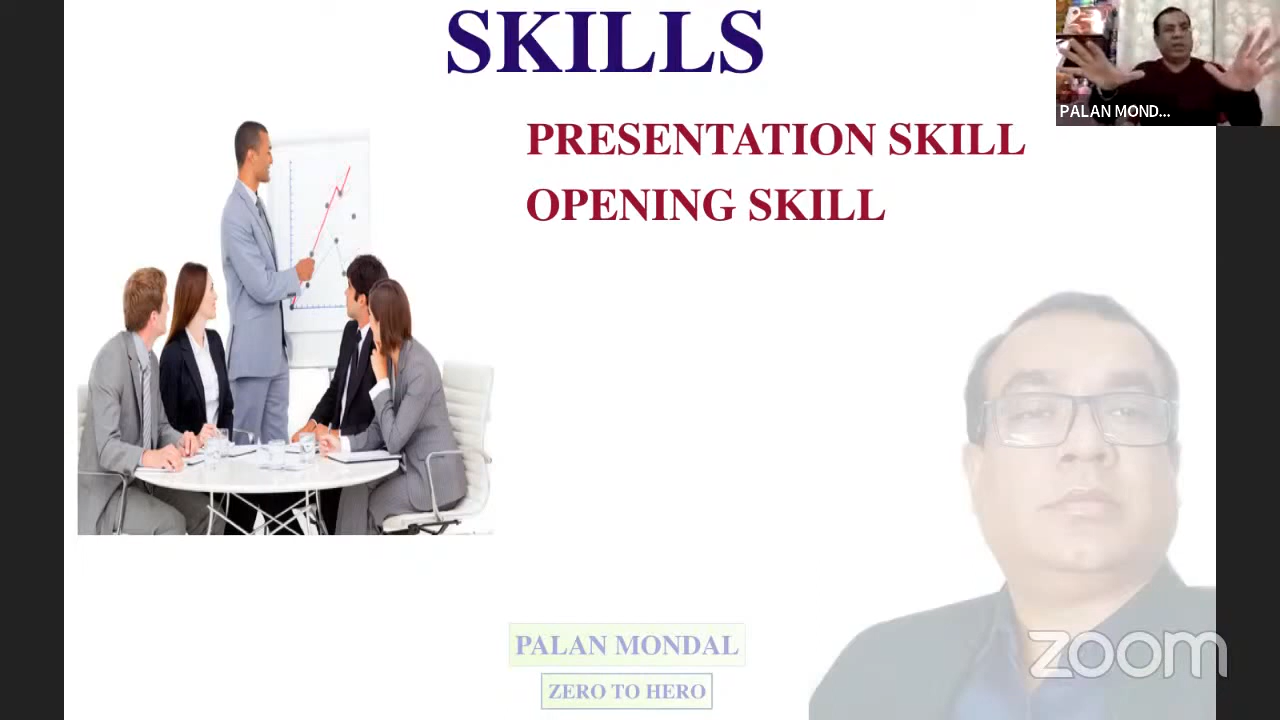 SKILLS
PALAN MOND...
PRESENTATION SKILL
OPENING SKILL
PALAN MONDAL
zoom
ZERO TO HERO